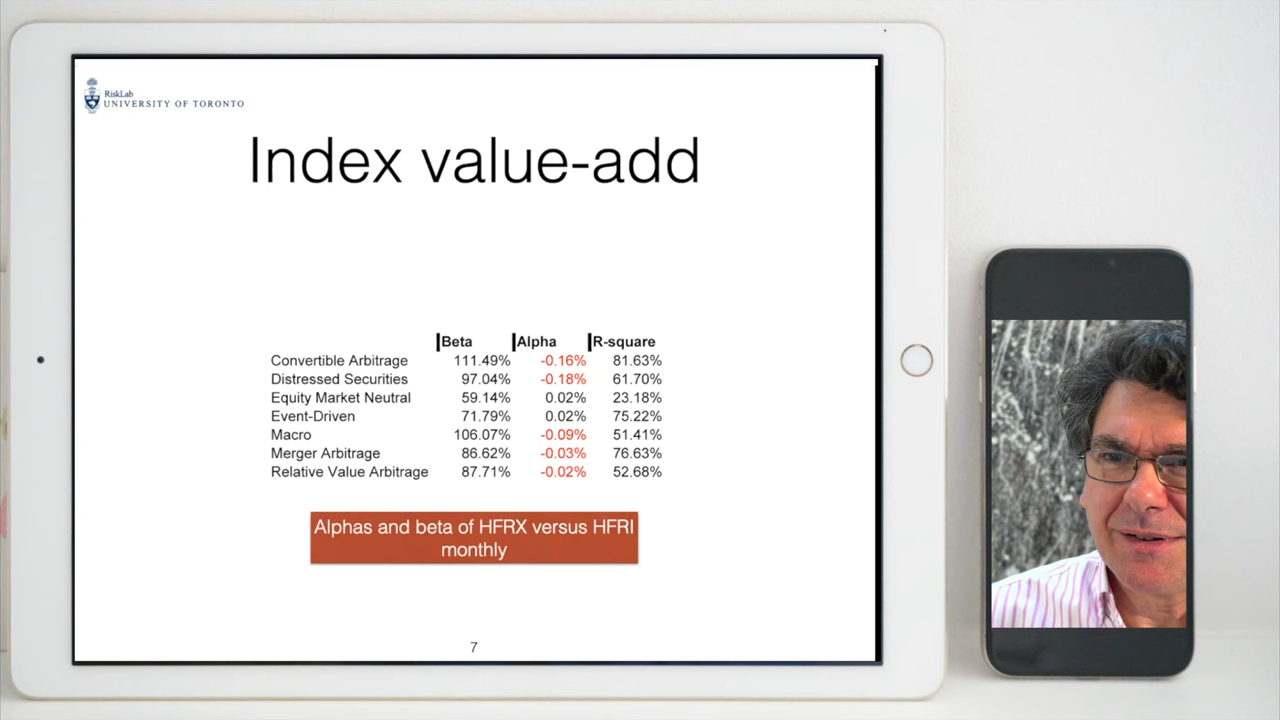 RiskLab
UNIVERSITY OF TORONTO
Index value-add
Beta Alpha R-square
Convertible Arbitrage 111.49% -0.16% 81.63%
Distressed Securities 97.04% -0.18% 61.70%
Equity Market Neutral 59.14% 0.02% 23.18%
Event-Driven 71.79% 0.02% 75.22%
Macro 106.07% -0.09% 51.41%
Merger Arbitrage 86.62% -0.03% 76.63%
Relative Value Arbitrage 87.71% -0.02% 52.68%
Alphas and beta of HFRX versus HFRI
monthly
7